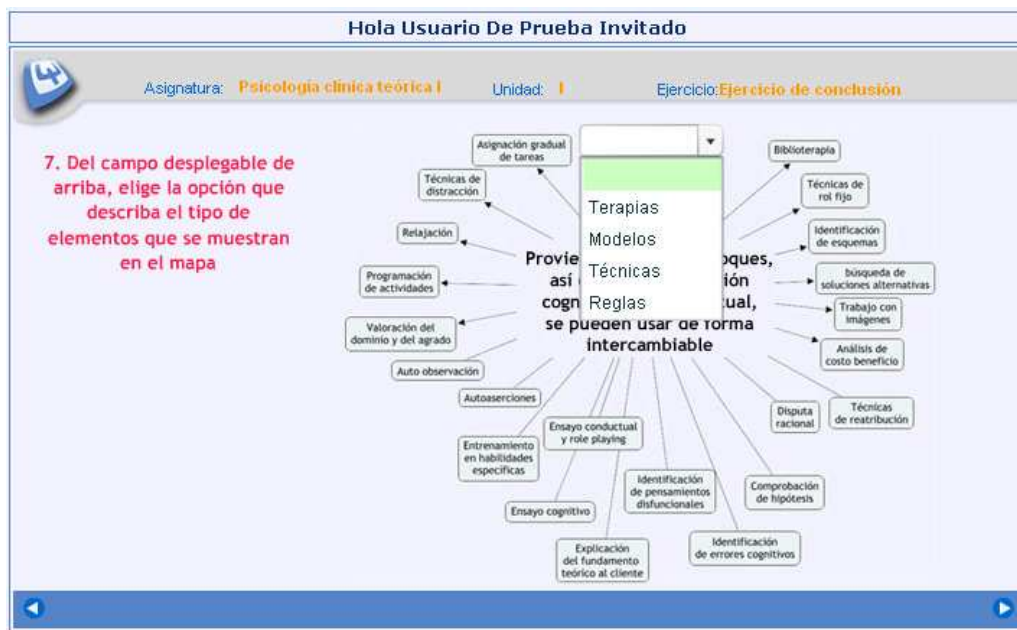 Hola Usuario De Prueba Invitado
Asignatura: Psicología clínica teórica I
Unidad: I
Ejercicio:Ejercicio de conclusión
7. Del campo desplegable de
arriba, elige la opción que
describa el tipo de
elementos que se muestran
en el mapa
Terapias
Modelos
Técnicas
Reglas
Provie oques,
así ión
cogn tual,
se pueden usar de forma
intercambiable
Asignación gradual
de tareas
Técnicas de
distracción
Relajación
Programación
de actividades
Valoración del
dominio y del agrado
Auto observación
Autoaserciones
Entrenamiento
en habilidades
específicas
Ensayo conductual
y role playing
Ensayo cognitivo
Explicación
del fundamento
teórico al cliente
Identificación
de pensamientos
disfuncionales
Identificación
de errores cognitivos
Comprobación
de hipótesis
Disputa
racional
Técnicas
de reatribución
Análisis de
costo beneficio
Trabajo con
imágenes
búsqueda de
soluciones alternativas
Identificación
de esquemas
Técnicas de
rol fijo
Biblioterapia